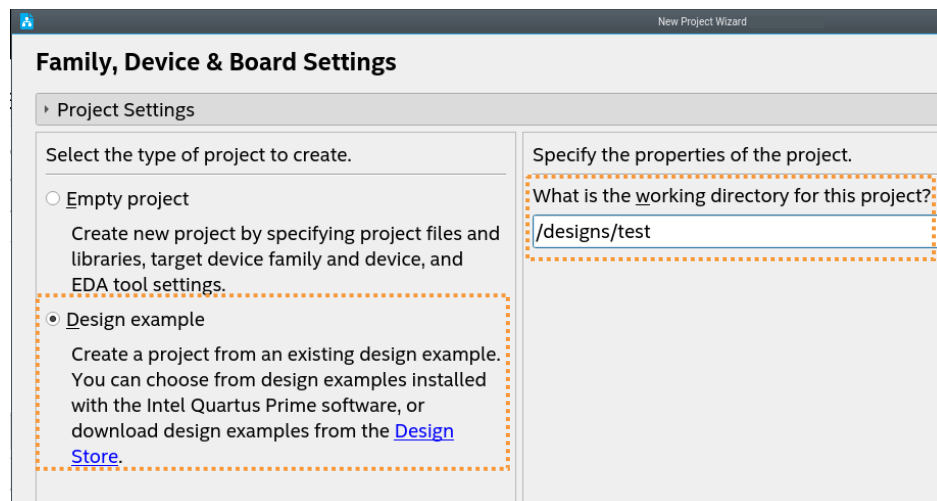 New Project Wizard
Family, Device & Board Settings
Project Settings
Select the type of project to create.
Empty project
Create new project by specifying project files and
libraries, target device family and device, and
EDA tool settings.
Design example
Create a project from an existing design example.
You can choose from design examples installed
with the Intel Quartus Prime software, or
download design examples from the Design
Store.
Specify the properties of the project.
What is the working directory for this project?
/designs/test